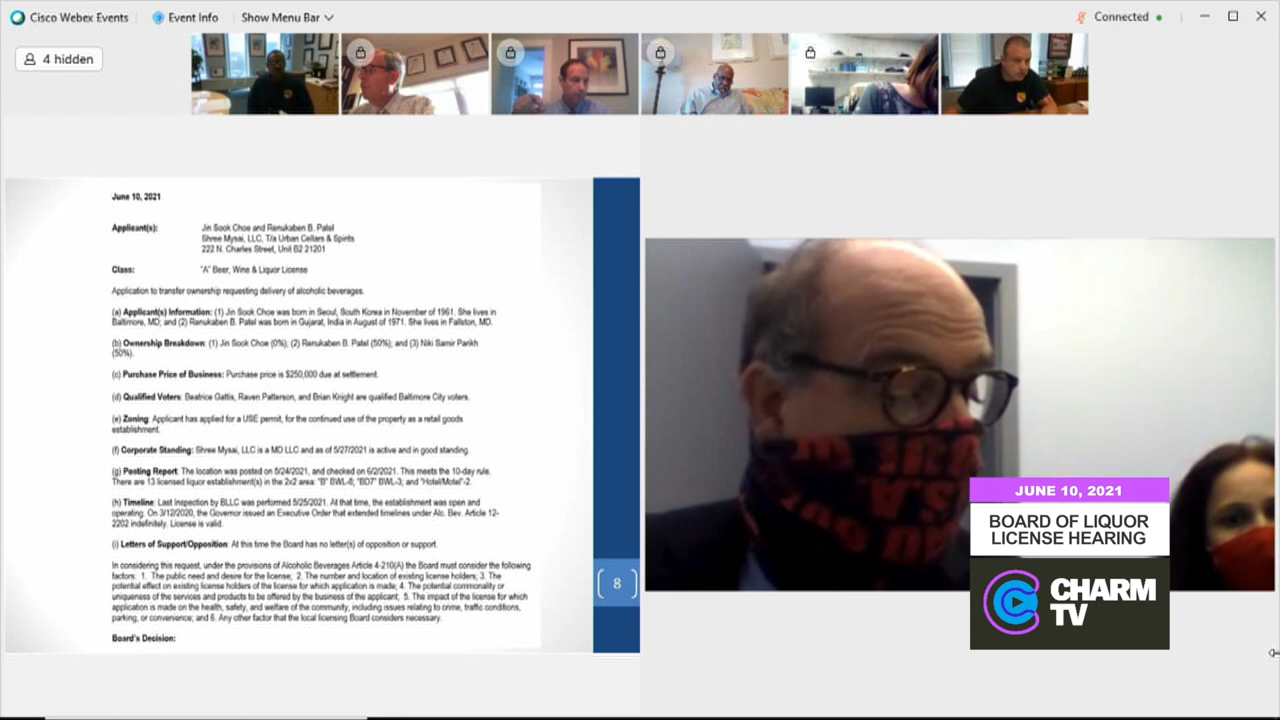 Cisco Webex Events
Event Info
Show Menu Bar
Connected
4 hidden
June 10, 2021
Applicant(s):
Jin Sook Choe and Renukaben B. Patel
Shree Mysai, LLC, T/a Urban Cellars & Spirits
222 N. Charles Street, Unit B2 21201
Class:
"A" Beer, Wine & Liquor License
Application to transfer ownership requesting delivery of alcoholic beverages.
(a) Applicant(s) Information: (1) Jin Sook Choe was born in Seoul, South Korea in November of 1961. She lives in
Baltimore, MD; and (2) Renukaben B. Patel was born in Gujarat, India in August of 1971. She lives in Fallston, MD.
(b) Ownership Breakdown: (1) Jin Sook Choe (0%); (2) Renukaben B. Patel (50%); and (3) Niki Samir Parikh
(50%).
(c) Purchase Price of Business: Purchase price is $250,000 due at settlement.
(d) Qualified Voters: Beatrice Gattis, Raven Patterson, and Brian Knight are qualified Baltimore City voters.
(e) Zoning: Applicant has applied for a USE permit, for the continued use of the property as a retail goods
establishment.
(f) Corporate Standing: Shree Mysai, LLC is a MD LLC and as of 5/27/2021 is active and in good standing.
(g) Posting Report: The location was posted on 5/24/2021, and checked on 6/2/2021. This meets the 10-day rule.
There are 13 licensed liquor establishment(s) in the 2x2 area: "B" BWL-8; "BD7" BWL-3; and "Hotel/Motel"-2.
(h) Timeline: Last Inspection by BLLC was performed 5/25/2021. At that time, the establishment was open and
operating. On 3/12/2020, the Governor issued an Executive Order that extended timelines under Alc. Bev. Article 12-
2202 indefinitely. License is valid.
(i) Letters of Support/Opposition: At this time the Board has no letter(s) of opposition or support.
In considering this request, under the provisions of Alcoholic Beverages Article 4-210(A) the Board must consider the following
factors: 1. The public need and desire for the license; 2. The number and location of existing license holders; 3. The
potential effect on existing license holders of the license for which application is made; 4. The potential commonality or
uniqueness of the services and products to be offered by the business of the applicant; 5. The impact of the license for which
application is made on the health, safety, and welfare of the community, including issues relating to crime, traffic conditions,
parking, or convenience; and 6. Any other factor that the local licensing Board considers necessary.
Board's Decision:
8
JUNE 10, 2021
BOARD OF LIQUOR
LICENSE HEARING
CHARM
TV